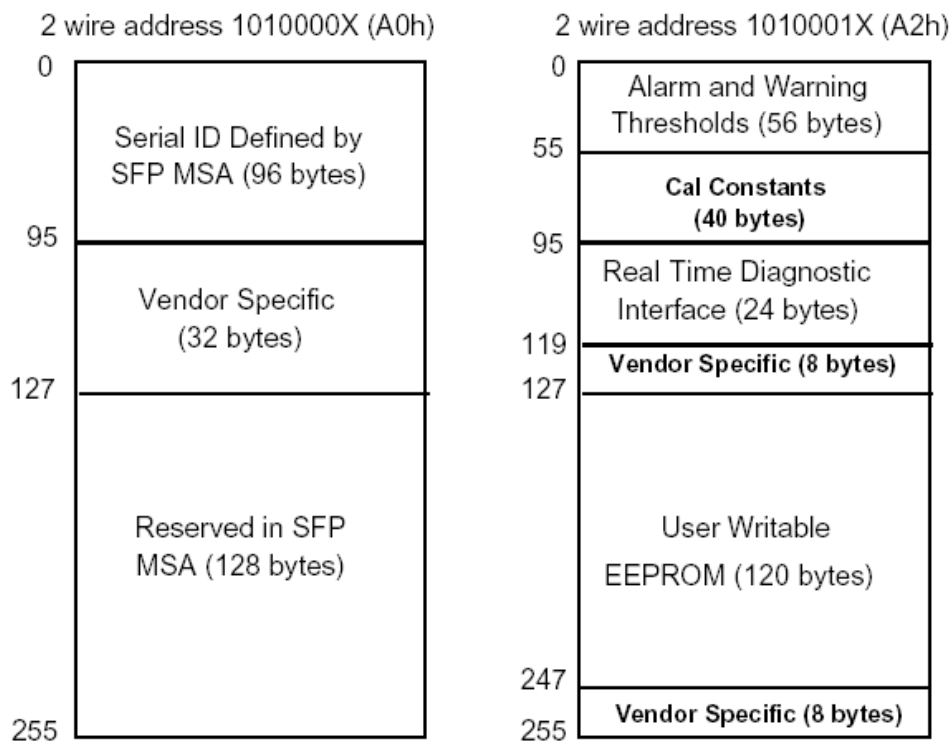 2 wire address 1010000X (A0h)
0
Serial ID Defined by
SFP MSA (96 bytes)
95
Vendor Specific
(32 bytes)
127
Reserved in SFP
MSA (128 bytes)
255
2 wire address 1010001X (A2h)
0
Alarm and Warning
Thresholds (56 bytes)
55
Cal Constants
(40 bytes)
95
Real Time Diagnostic
Interface (24 bytes)
119
Vendor Specific (8 bytes)
127
User Writable
EEPROM (120 bytes)
247
Vendor Specific (8 bytes)
255